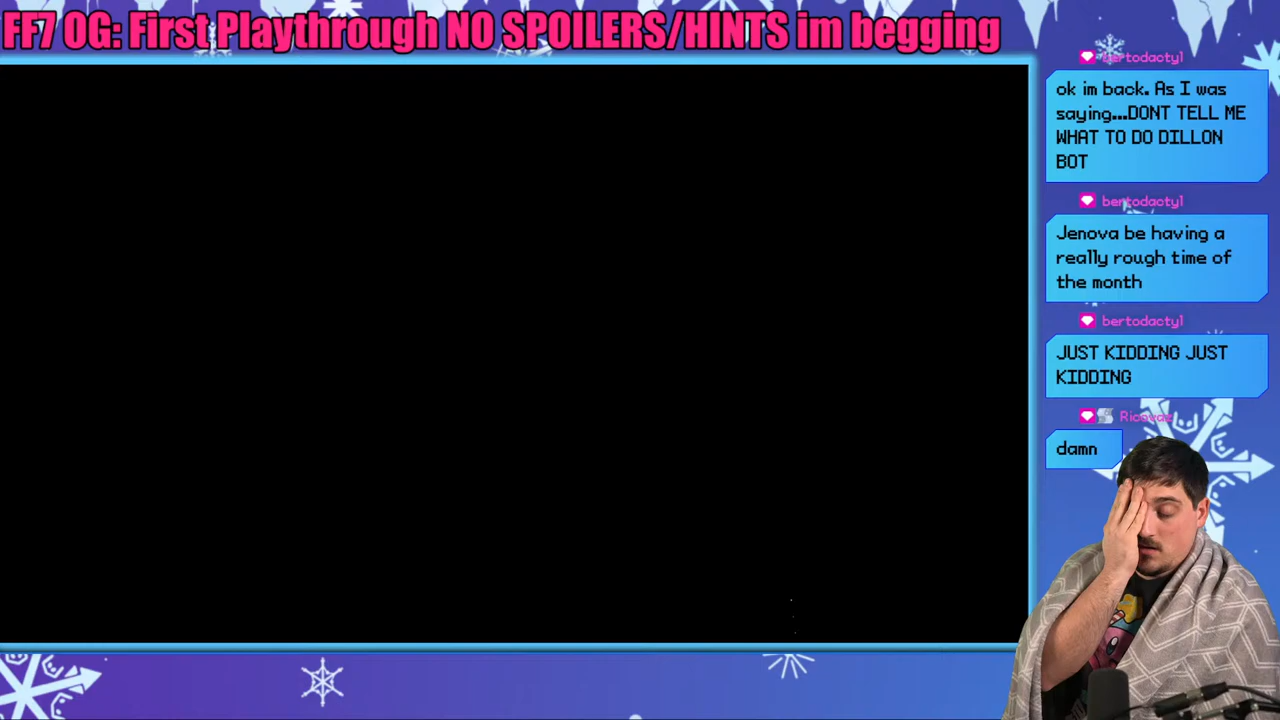 FF7 OG: First Playthrough NO SPOILERS/HINTS im begging
bertodactyl
ok im back. As I was
saying...DONT TELL ME
WHAT TO DO DILLON
BOT
bertodactyl
Jenova be having a
really rough time of
the month
bertodactyl
JUST KIDDING JUST
KIDDING
damn